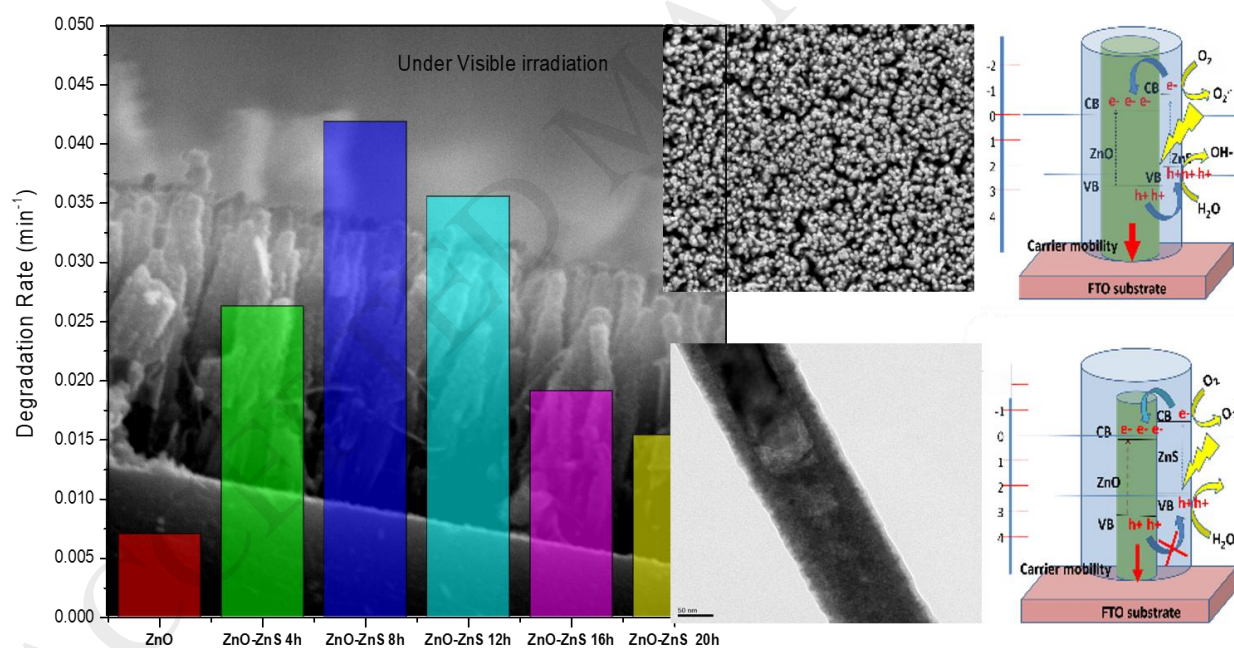 0.050
0.045
0.040
0.035
0.030
0.025
0.020
0.015
0.010
0.005
0.000
Degradation Rate (min⁻¹)
Under Visible irradiation
ZnO
ZnO-ZnS 4h
ZnO-ZnS 8h
ZnO-ZnS 12h
ZnO-ZnS 16h
ZnO-ZnS 20h
50 nm
-2
-1
0
1
2
3
4
O₂
CB e-
O₂·-
CB e- e- e-
ZnO
OH-
VB h+h+h+
VB
h+ h+
H₂O
Carrier mobility
FTO substrate
-1
0
1
2
3
4
O₂
CB e-
CB e- e- e-
ZnS
ZnO
VB h+h+
VB h+ h+
H₂O
Carrier mobility
FTO substrate